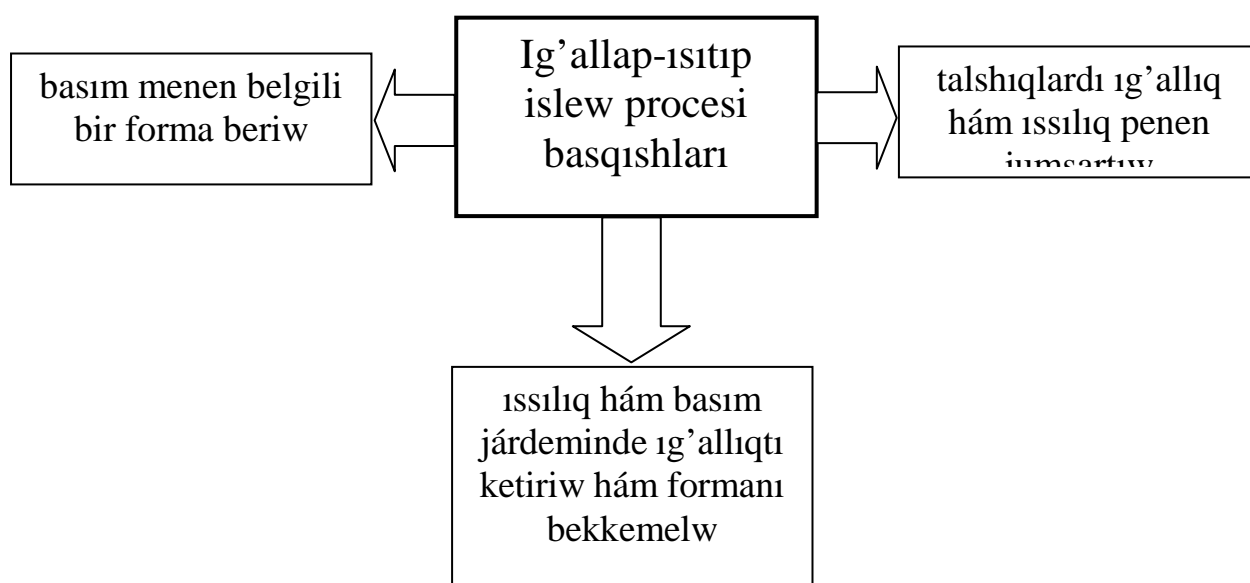 basım menen belgili
bir forma beriw
Ig’allap-ısıtıp
islew procesi
basqıshları
talshıqlardı ıg’allıq
hám ıssılıq penen
jumsartıw
ıssılıq hám basım
járdeminde ıg’allıqtı
ketiriw hám formanı
bekkemelw